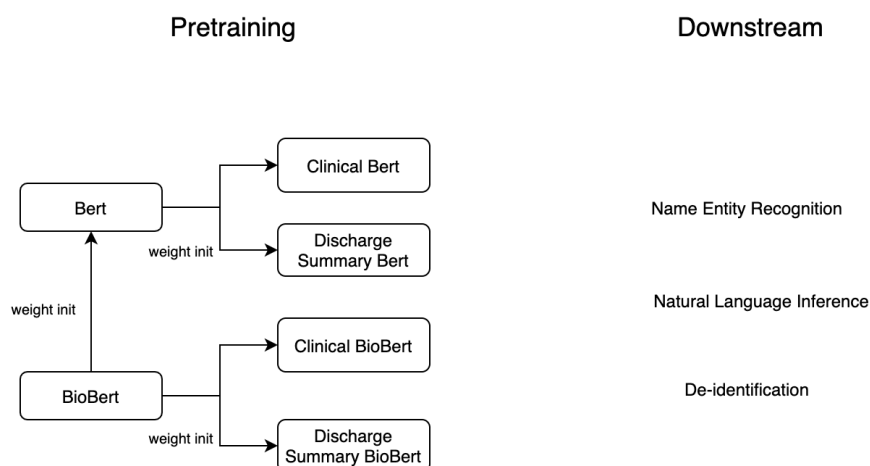 Pretraining
Downstream
Clinical Bert
Bert
Name Entity Recognition
weight init
Discharge
Summary Bert
weight init
Natural Language Inference
Clinical BioBert
BioBert
De-identification
weight init
Discharge
Summary BioBert